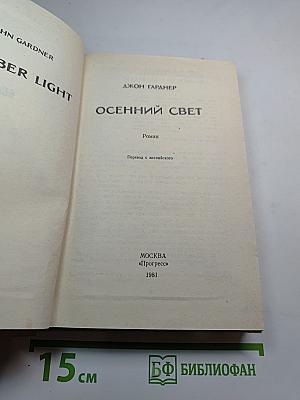 HN GARDNER
BER LIGHT
ДЖОН ГАРДНЕР
ОСЕННИЙ СВЕТ
Роман
Перевод с английского
МОСКВА
«Прогресс»
1981
15 см
БФ БИБЛИОФАН